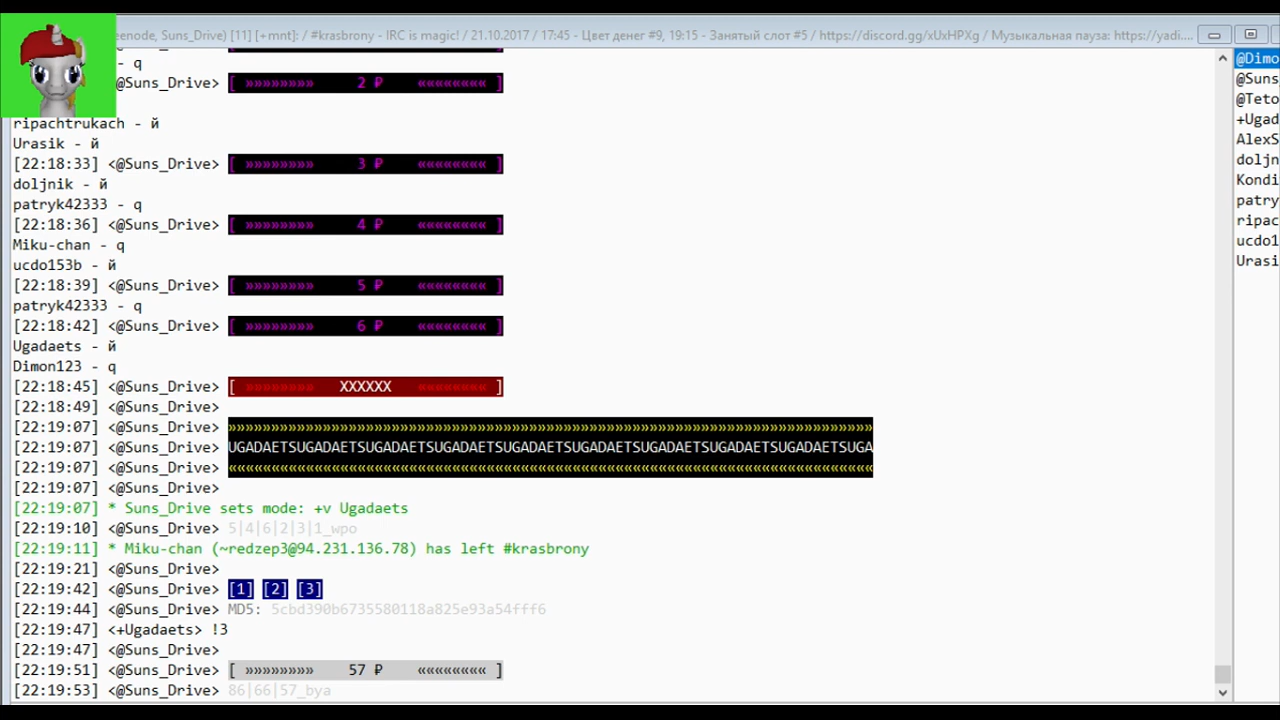 eenode, Suns_Drive) [11] [+mnt]: / #krasbrony - IRC is magic! / 21.10.2017 / 17:45 - Цвет денег #9, 19:15 - Занятый слот #5 / https://discord.gg/xUxHPXg / Музыкальная пауза: https://yadi....
- q
@Suns_Drive> [ »»»»»»»» 2 ₽ «««««««« ]
ripachtrukach - й
Urasik - й
[22:18:33] <@Suns_Drive> [ »»»»»»»» 3 ₽ «««««««« ]
doljnik - й
patryk42333 - q
[22:18:36] <@Suns_Drive> [ »»»»»»»» 4 ₽ «««««««« ]
Miku-chan - q
ucdo153b - й
[22:18:39] <@Suns_Drive> [ »»»»»»»» 5 ₽ «««««««« ]
patryk42333 - q
[22:18:42] <@Suns_Drive> [ »»»»»»»» 6 ₽ «««««««« ]
Ugadaets - й
Dimon123 - q
[22:18:45] <@Suns_Drive> [ »»»»»»»» XXXXXX «««««««« ]
[22:18:49] <@Suns_Drive>
[22:19:07] <@Suns_Drive> »»»»»»»»»»»»»»»»»»»»»»»»»»»»»»»»»»»»»»»»»»»»»»»»»»»»»»»»»»»»»»»»»»»»»»»»»»»
[22:19:07] <@Suns_Drive> UGADAETSUGADAETSUGADAETSUGADAETSUGADAETSUGADAETSUGADAETSUGADAETSUGADAETSUGA
[22:19:07] <@Suns_Drive> «««««««««««««««««««««««««««««««««««««««««««««««««««««««««««««««««««««««««««
[22:19:07] <@Suns_Drive>
[22:19:07] * Suns_Drive sets mode: +v Ugadaets
[22:19:10] <@Suns_Drive> 5|4|6|2|3|1_wpo
[22:19:11] * Miku-chan (~redzep3@94.231.136.78) has left #krasbrony
[22:19:21] <@Suns_Drive>
[22:19:42] <@Suns_Drive> [1] [2] [3]
[22:19:44] <@Suns_Drive> MD5: 5cbd390b6735580118a825e93a54fff6
[22:19:47] <+Ugadaets> !3
[22:19:47] <@Suns_Drive>
[22:19:51] <@Suns_Drive> [ »»»»»»»» 57 ₽ «««««««« ]
[22:19:53] <@Suns_Drive> 86|66|57_bya
@Dimo
@Suns
@Teto
+Ugad
AlexS
doljn
Kondi
patry
ripac
ucdo1
Urasi